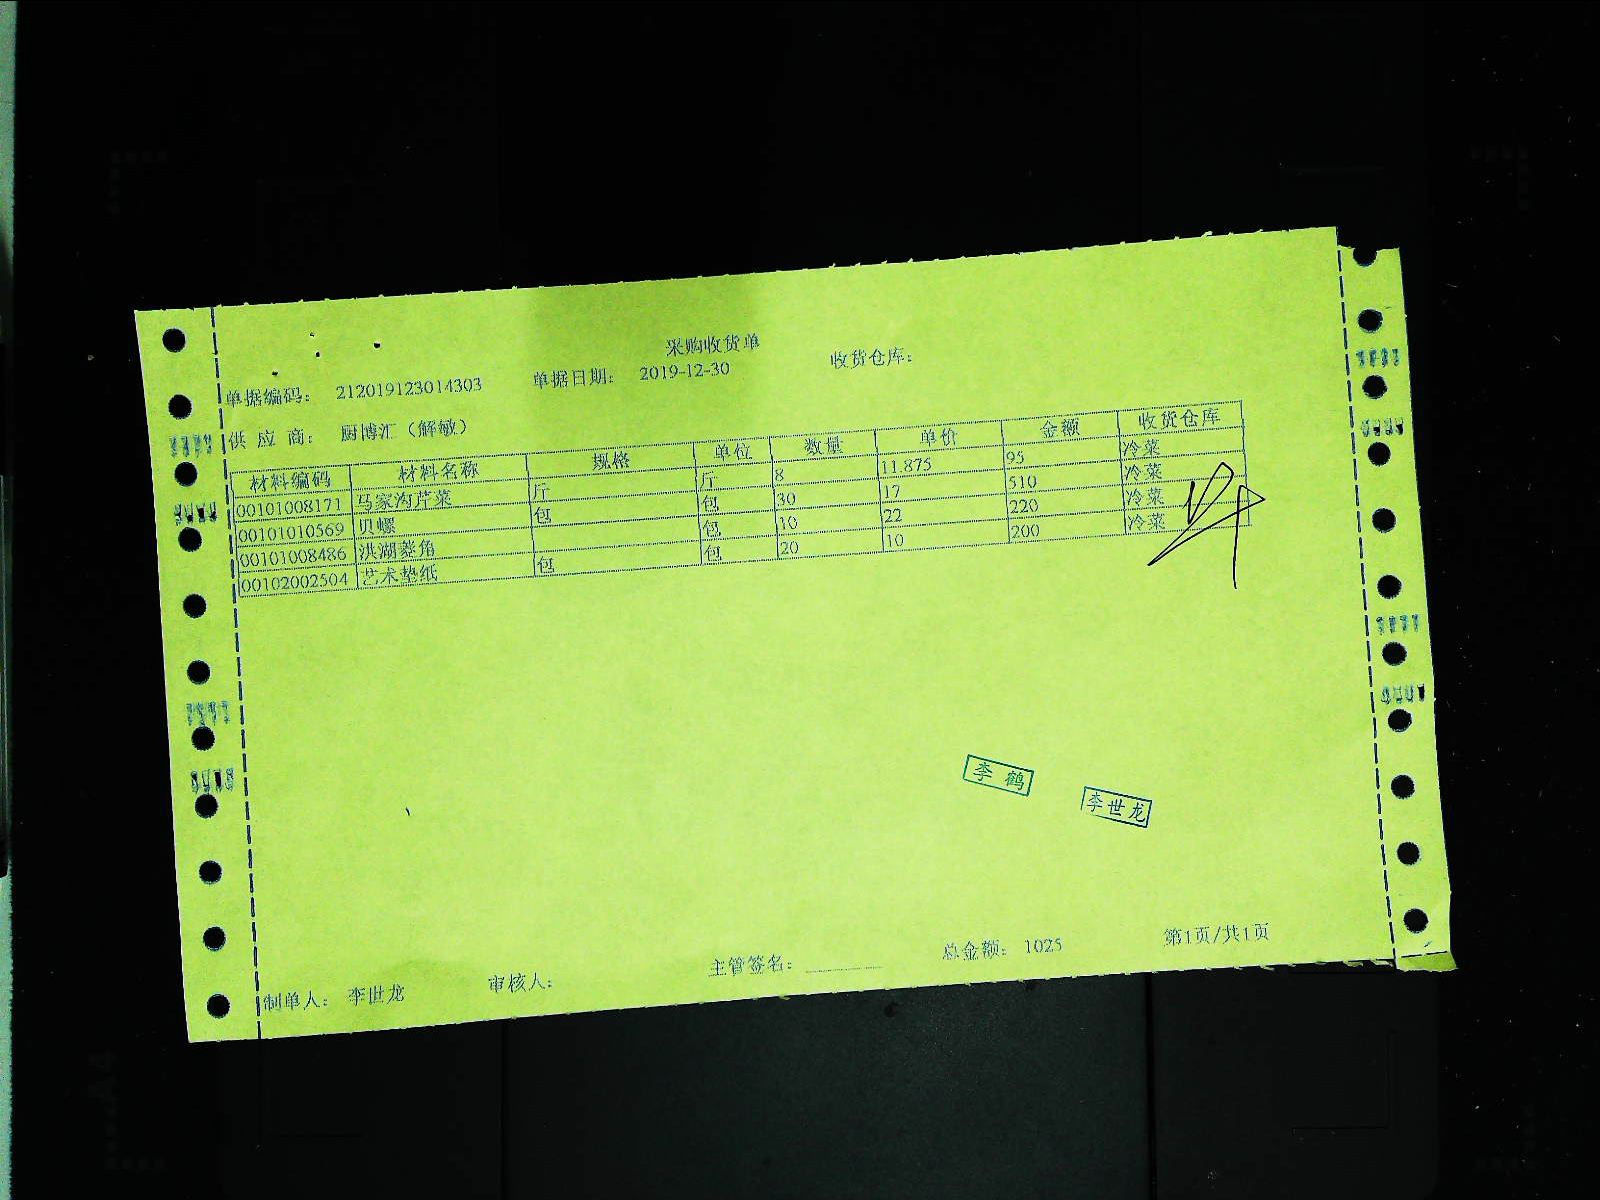 采购收货单
单据编码： 212019123014303 单据日期： 2019-12-30 收货仓库：
供 应 商： 厨博汇（解敏）
材料编码 材料名称 规格 单位 数量 单价 金额 收货仓库
00101008171 马家沟芹菜 斤 斤 8 11.875 95 冷菜
00101010569 贝螺 包 包 30 17 510 冷菜
00101008486 洪湖菱角 包 10 22 220 冷菜
00102002504 艺术垫纸 包 包 20 10 200 冷菜
李鹤
李世龙
制单人： 李世龙 审核人： 主管签名： 总金额： 1025 第1页/共1页